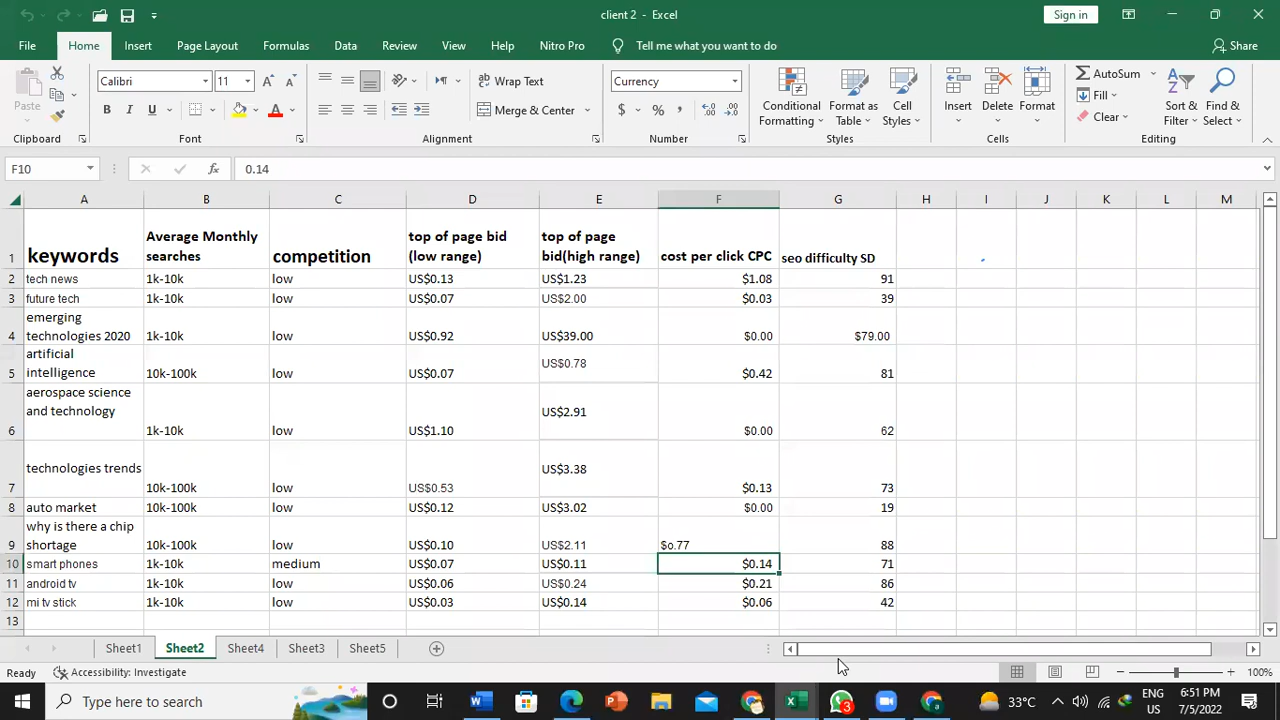 client 2 - Excel
Sign in
File Home Insert Page Layout Formulas Data Review View Help Nitro Pro Tell me what you want to do Share
Paste
Calibri 11
B I U
A
Wrap Text
Merge & Center
Currency
$ % ,
Conditional Formatting
Format as Table
Cell Styles
Insert Delete Format
AutoSum
Fill
Clear
Sort & Filter
Find & Select
Clipboard Font Alignment Number Styles Cells Editing
F10 fx 0.14
A B C D E F G H I J K L M
1 keywords Average Monthly searches competition top of page bid (low range) top of page bid(high range) cost per click CPC seo difficulty SD
2 tech news 1k-10k low US$0.13 US$1.23 $1.08 91
3 future tech 1k-10k low US$0.07 US$2.00 $0.03 39
4 emerging technologies 2020 1k-10k low US$0.92 US$39.00 $0.00 $79.00
5 artificial intelligence 10k-100k low US$0.07 US$0.78 $0.42 81
6 aerospace science and technology 1k-10k low US$1.10 US$2.91 $0.00 62
7 technologies trends 10k-100k low US$0.53 US$3.38 $0.13 73
8 auto market 10k-100k low US$0.12 US$3.02 $0.00 19
9 why is there a chip shortage 10k-100k low US$0.10 US$2.11 $o.77 88
10 smart phones 1k-10k medium US$0.07 US$0.11 $0.14 71
11 android tv 1k-10k low US$0.06 US$0.24 $0.21 86
12 mi tv stick 1k-10k low US$0.03 US$0.14 $0.06 42
13
Sheet1 Sheet2 Sheet4 Sheet3 Sheet5
Ready Accessibility: Investigate 100%
Type here to search
33°C
ENG
US
6:51 PM
7/5/2022